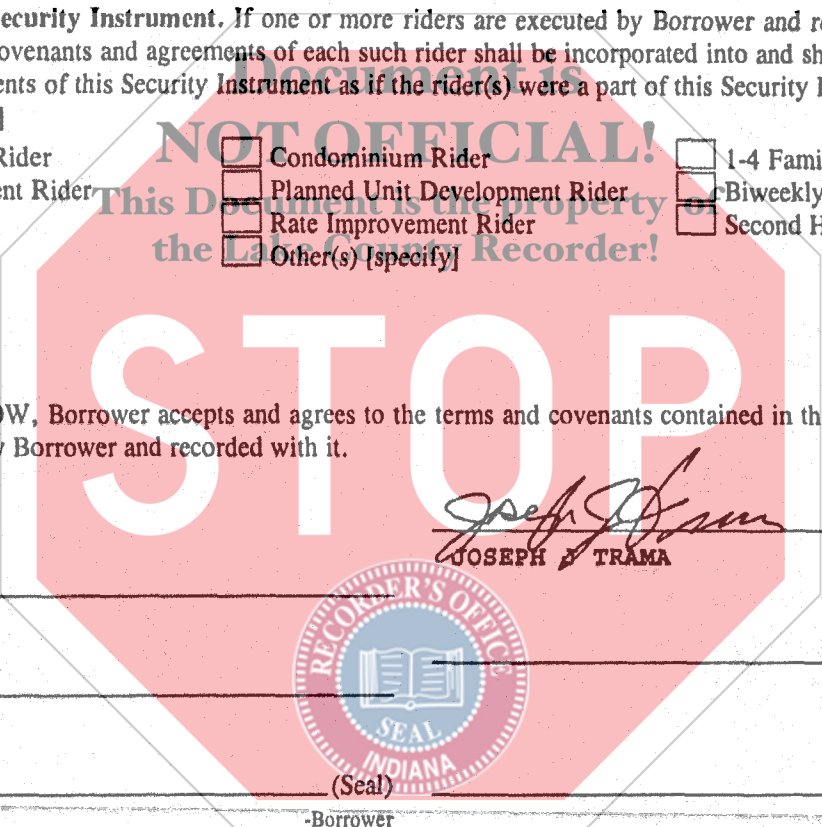 ecurity Instrument. If one or more riders are executed by Borrower and r
ovenants and agreements of each such rider shall be incorporated into and sh
ents of this Security Instrument as if the rider(s) were a part of this Security I
]
Document is
NOT OFFICIAL!
This Document is the property of
the Lake County Recorder!
Rider
Condominium Rider
1-4 Fami
ent Rider
Planned Unit Development Rider
Biweekly
Rate Improvement Rider
Second H
Other(s) [specify]
STOP
OW, Borrower accepts and agrees to the terms and covenants contained in th
y Borrower and recorded with it.
Joseph J Trama
JOSEPH J TRAMA
RECORDER'S OFFICE
SEAL
INDIANA
(Seal)
-Borrower